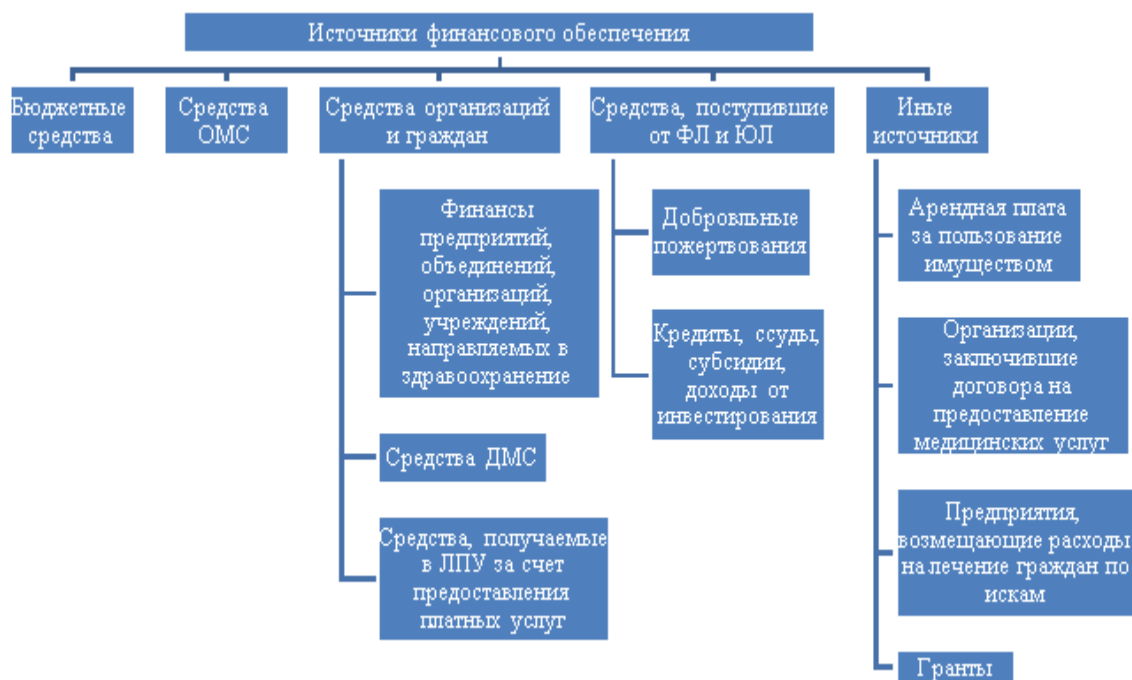 Источники финансового обеспечения
Бюджетные
средства
Средства
ОМС
Средства организаций
и граждан
Средства, поступившие
от ФЛ и ЮЛ
Иные
источники
Финансы
предприятий,
объединений,
организаций,
учреждений,
направляемых в
здравоохранение
Средства ДМС
Средства, получаемые
в ЛПУ за счет
предоставления
платных услуг
Добровльные
пожертвования
Кредиты, ссуды,
субсидии,
доходы от
инвестирования
Арендная плата
за пользование
имуществом
Организации,
заключившие
договора на
предоставление
медицинских услуг
Предприятия,
возмещающие расходы
на лечение граждан по
искам
Гранты